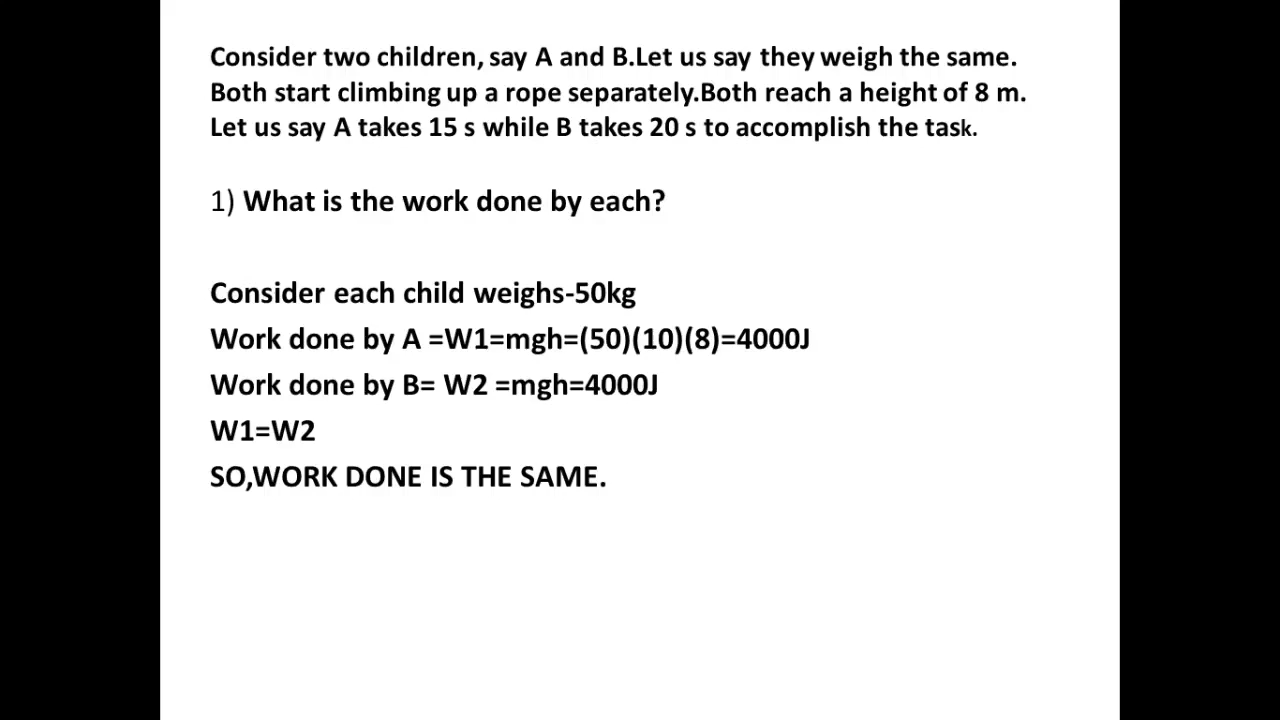 Consider two children, say A and B.Let us say they weigh the same.
Both start climbing up a rope separately.Both reach a height of 8 m.
Let us say A takes 15 s while B takes 20 s to accomplish the task.
1) What is the work done by each?
Consider each child weighs-50kg
Work done by A =W1=mgh=(50)(10)(8)=4000J
Work done by B= W2 =mgh=4000J
W1=W2
SO,WORK DONE IS THE SAME.